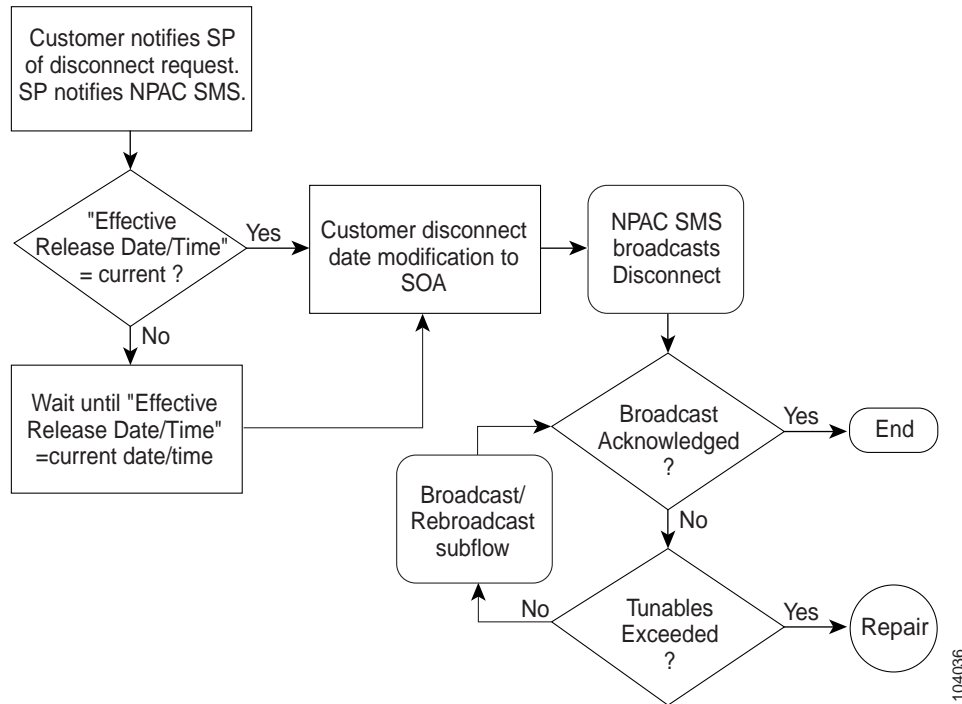 Customer notifies SP
of disconnect request.
SP notifies NPAC SMS.
"Effective
Release Date/Time"
= current ?
Yes
No
Wait until "Effective
Release Date/Time"
=current date/time
Customer disconnect
date modification to
SOA
NPAC SMS
broadcasts
Disconnect
Broadcast
Acknowledged
?
Yes
End
No
Broadcast/
Rebroadcast
subflow
Tunables
Exceeded
?
No
Yes
Repair
104036